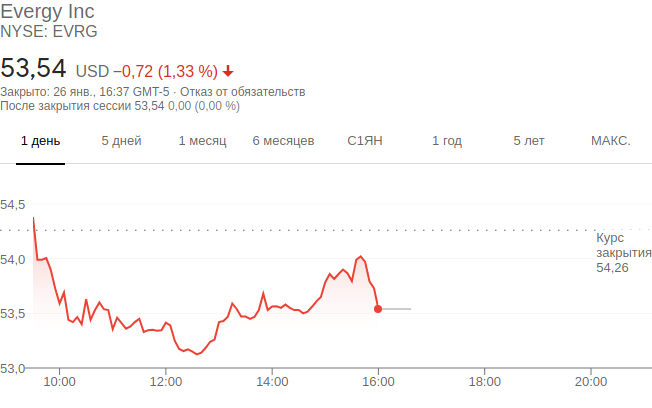 Evergy Inc
NYSE: EVRG
53,54 USD −0,72 (1,33 %)
Закрыто: 26 янв., 16:37 GMT-5 · Отказ от обязательств
После закрытия сессии 53,54 0,00 (0,00 %)
1 день 5 дней 1 месяц 6 месяцев С1ЯН 1 год 5 лет МАКС.
54,5
Курс
закрытия
54,26
54,0
53,5
53,0
10:00 12:00 14:00 16:00 18:00 20:00